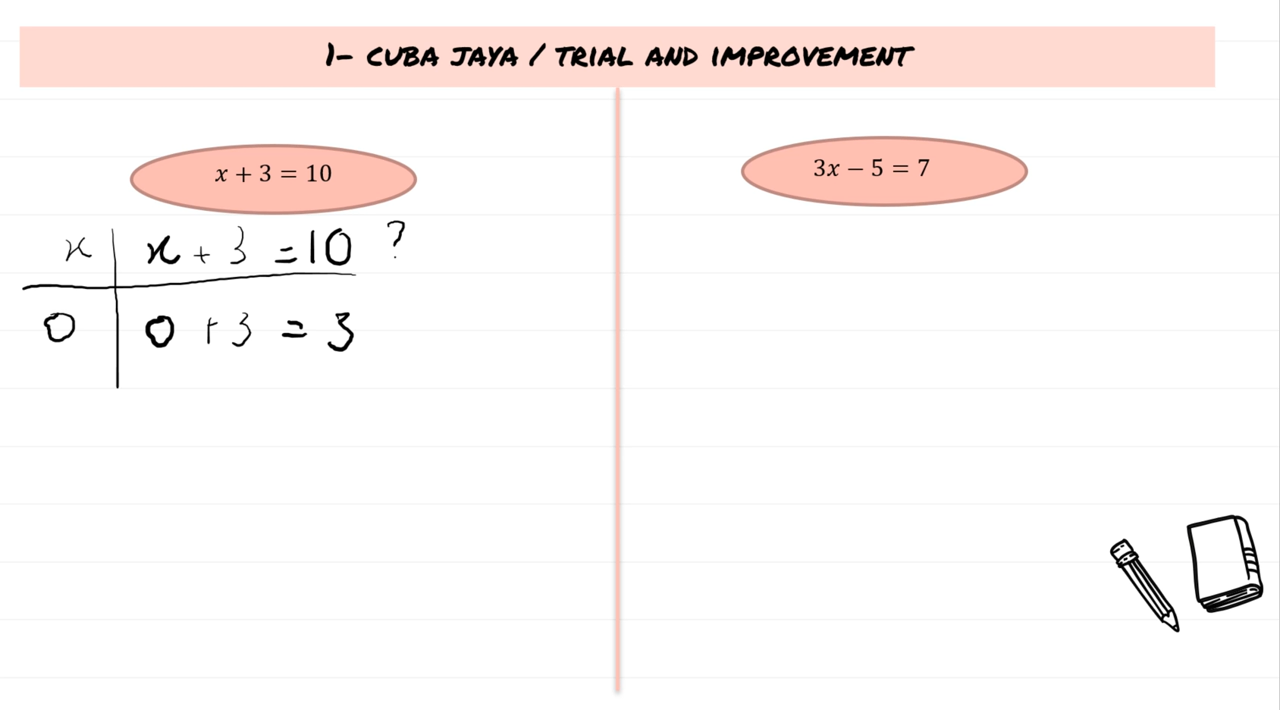 1- CUBA JAYA / TRIAL AND IMPROVEMENT
x + 3 = 10
x | x + 3 = 10 ?
0 | 0 + 3 = 3
3x − 5 = 7